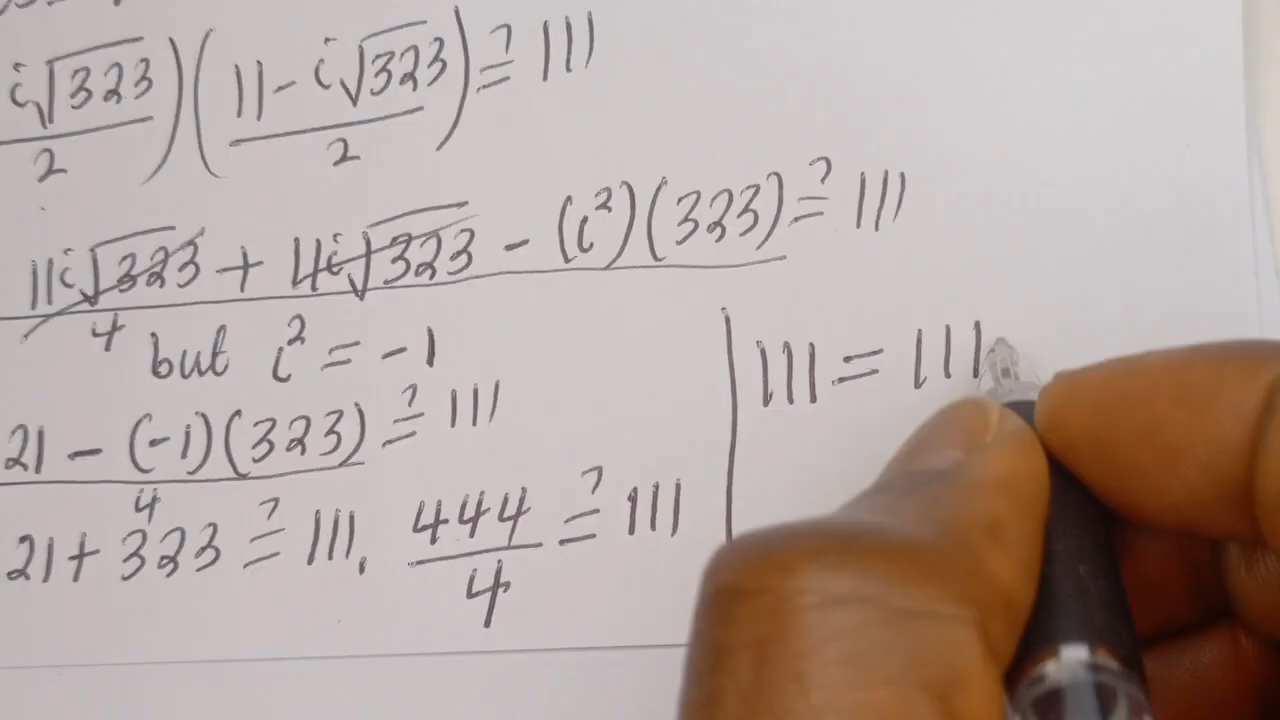 i√323/2)(11-i√323/2) ≟ 111
11i√323 + 11i√323 - (i²)(323)/4 ≟ 111
but i² = -1
21 - (-1)(323)/4 ≟ 111
111 = 111
21 + 323 ≟ 111, 444/4 ≟ 111